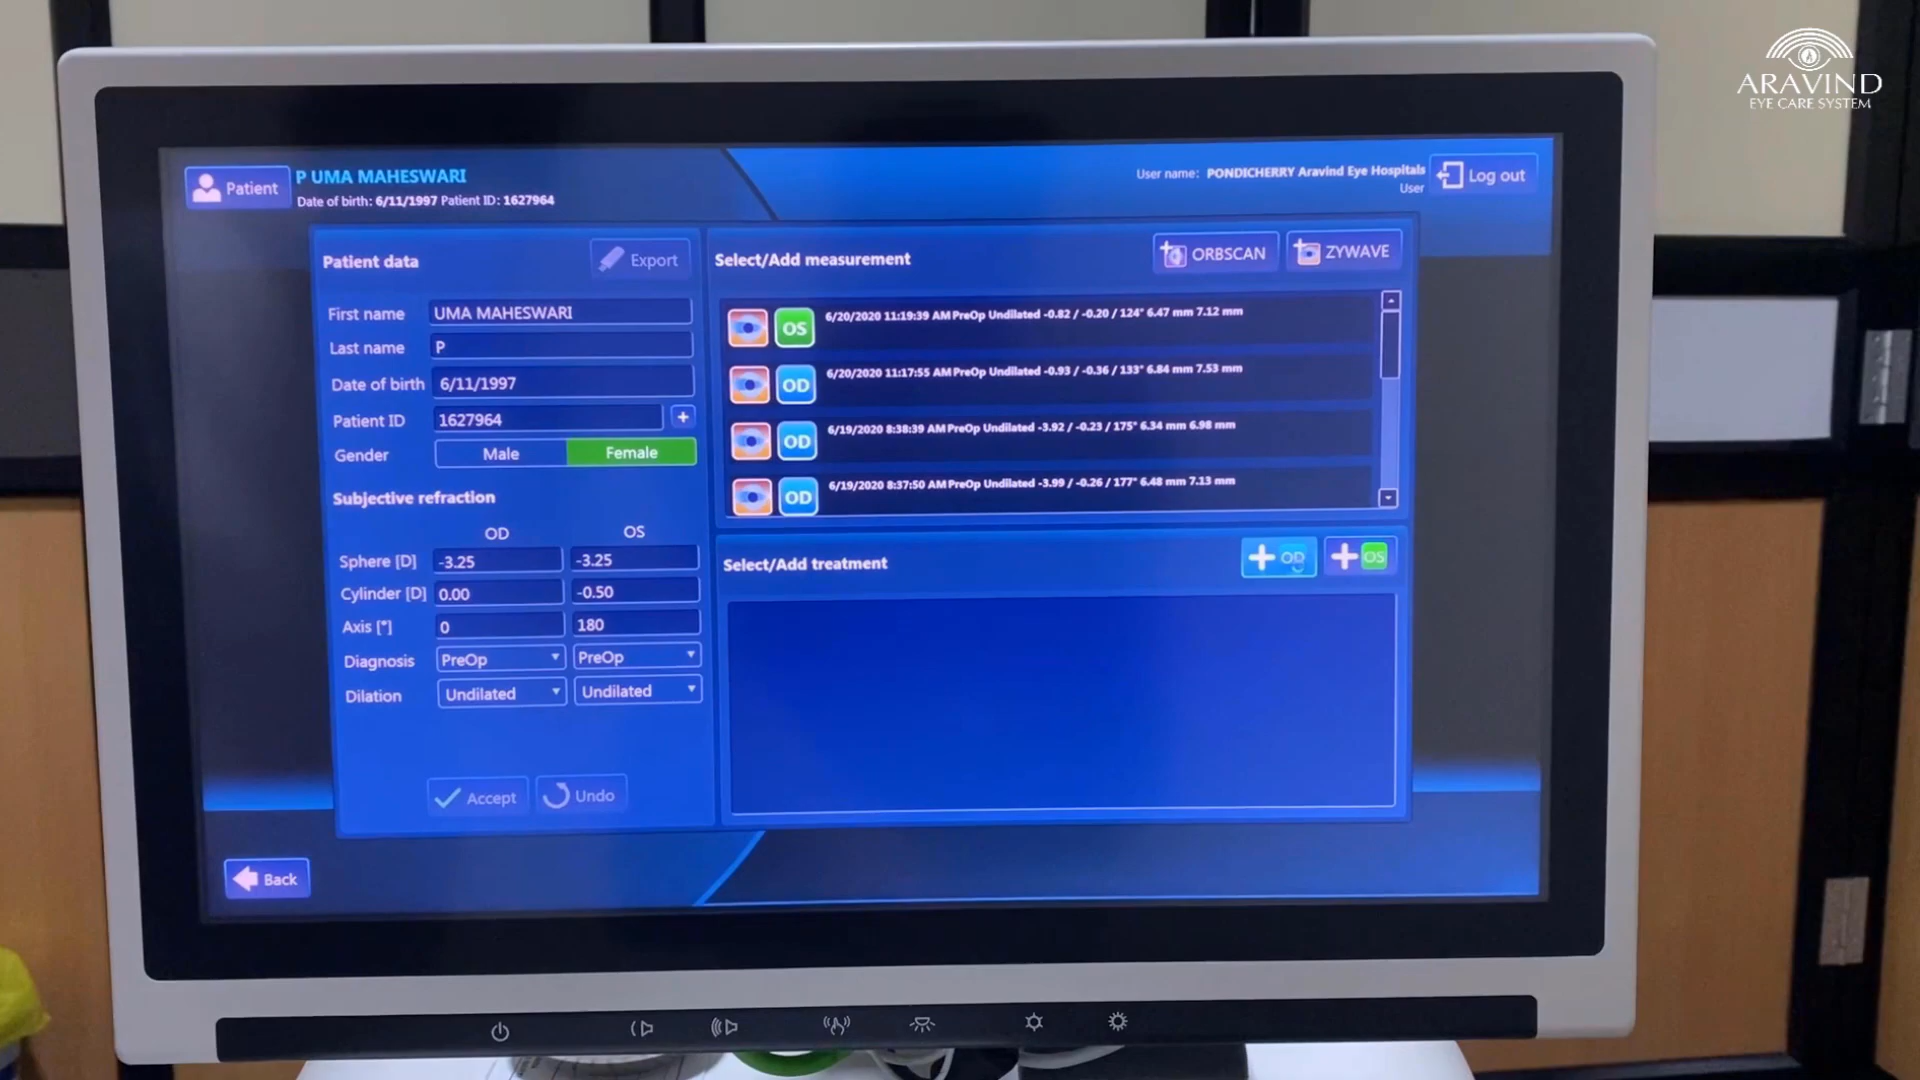 ARAVIND
EYE CARE SYSTEM
Patient
P UMA MAHESWARI
Date of birth: 6/11/1997 Patient ID: 1627964
User name: PONDICHERRY Aravind Eye Hospitals
User
Log out
Patient data
Export
First name UMA MAHESWARI
Last name P
Date of birth 6/11/1997
Patient ID 1627964 +
Gender Male Female
Subjective refraction
OD OS
Sphere [D] -3.25 -3.25
Cylinder [D] 0.00 -0.50
Axis [°] 0 180
Diagnosis PreOp PreOp
Dilation Undilated Undilated
Accept Undo
Select/Add measurement
ORBSCAN ZYWAVE
OS 6/20/2020 11:19:39 AM PreOp Undilated -0.82 / -0.20 / 124° 6.47 mm 7.12 mm
OD 6/20/2020 11:17:55 AM PreOp Undilated -0.93 / -0.36 / 133° 6.84 mm 7.53 mm
OD 6/19/2020 8:38:39 AM PreOp Undilated -3.92 / -0.23 / 175° 6.34 mm 6.98 mm
OD 6/19/2020 8:37:50 AM PreOp Undilated -3.99 / -0.26 / 177° 6.48 mm 7.13 mm
Select/Add treatment
+ OD + OS
Back